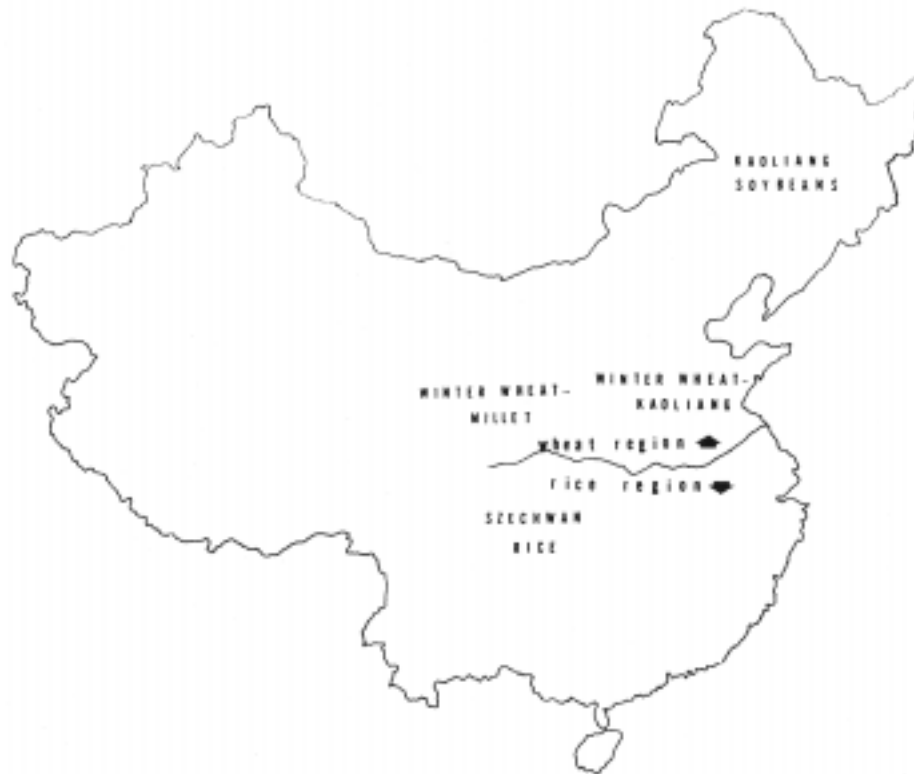 KAOLIANG
SOYBEANS
WINTER WHEAT-
MILLET
WINTER WHEAT-
KAOLIANG
wheat region
rice region
SZECHWAN
RICE